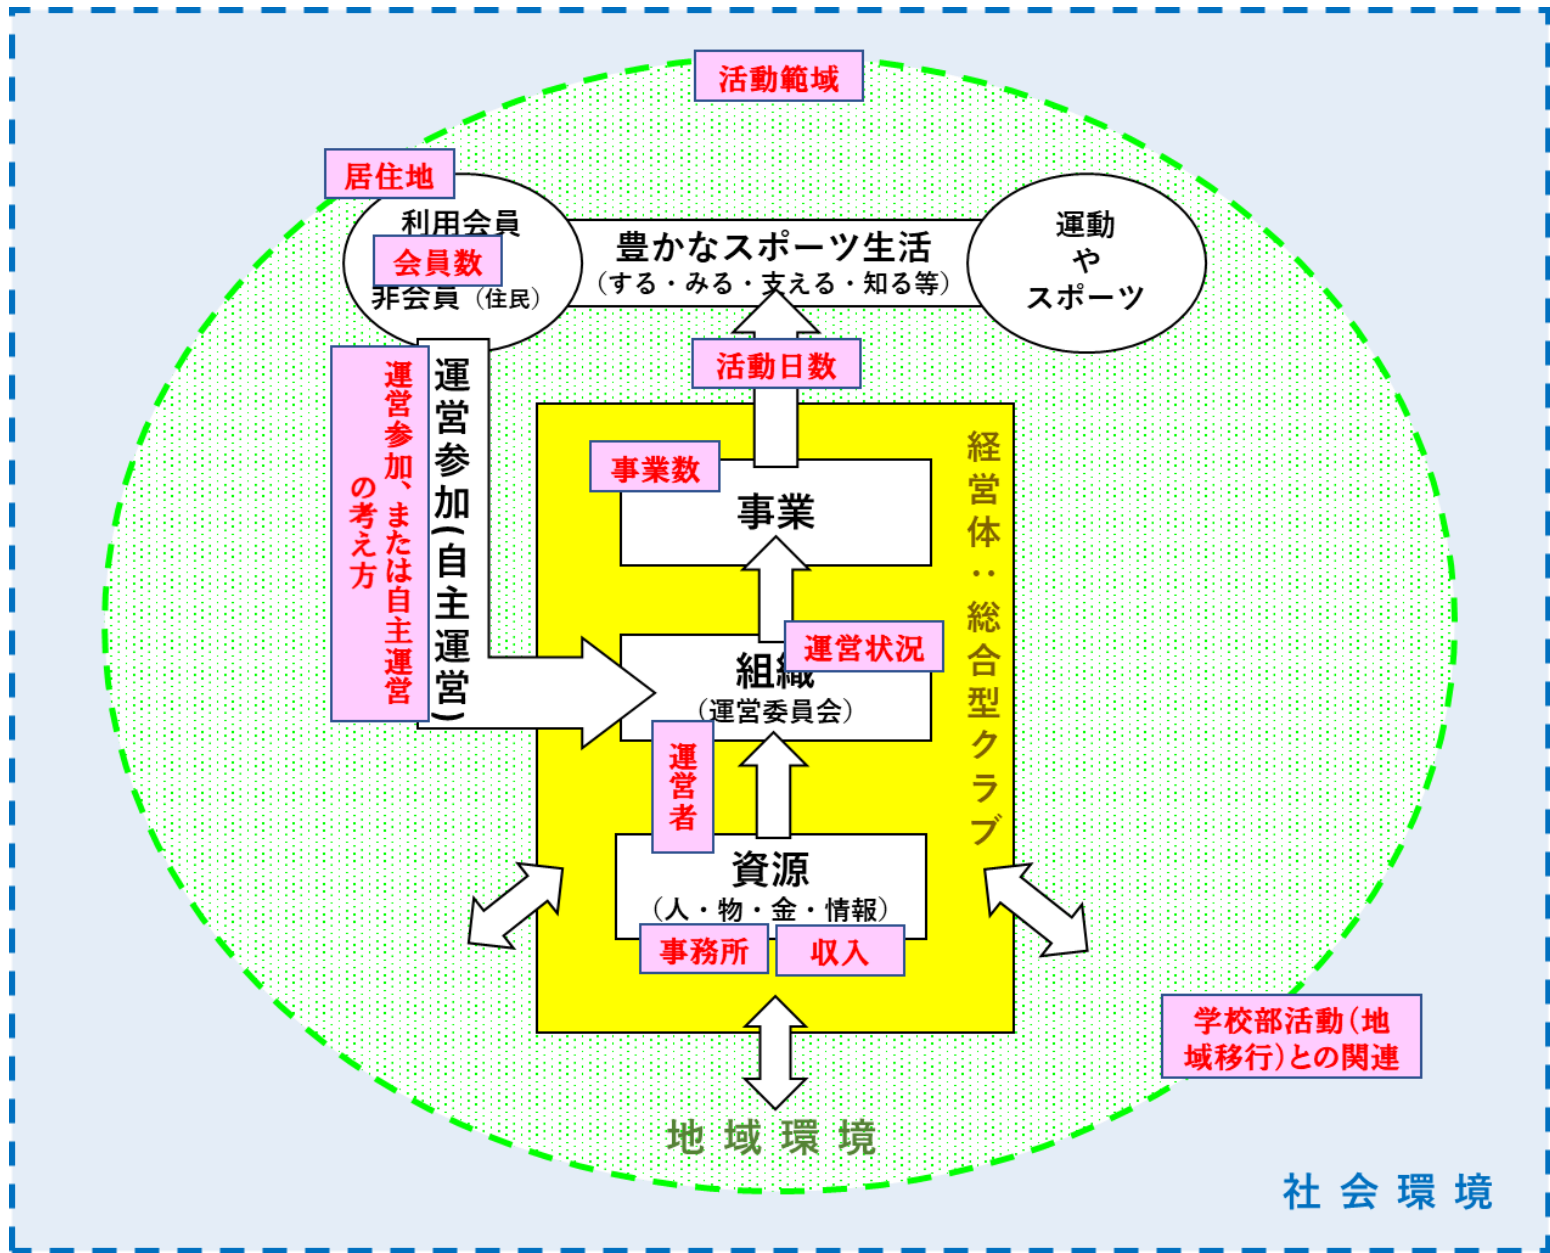 活動範域
居住地
利用会員
会員数
非会員（住民）
豊かなスポーツ生活
（する・みる・支える・知る等）
運動
や
スポーツ
活動日数
運営参加、または自主運営
の考え方
運営参加(自主運営)
経営体：総合型クラブ
事業数
事業
運営状況
組織
（運営委員会）
運営者
資源
（人・物・金・情報）
事務所
収入
学校部活動（地
域移行）との関連
地域環境
社会環境